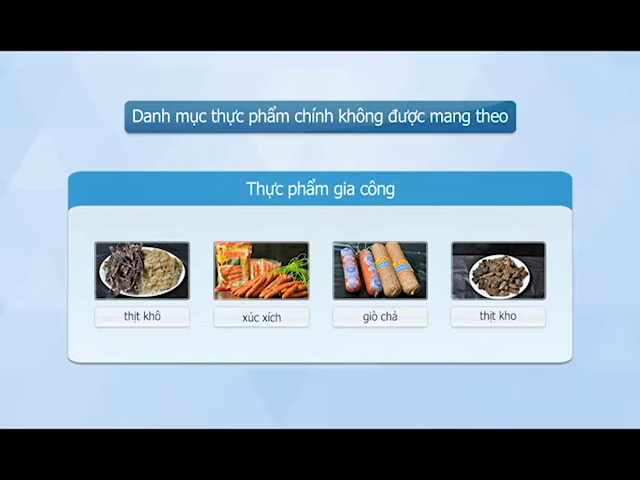 Danh mục thực phẩm chính không được mang theo
Thực phẩm gia công
thịt khô
xúc xích
giò chả
thịt kho